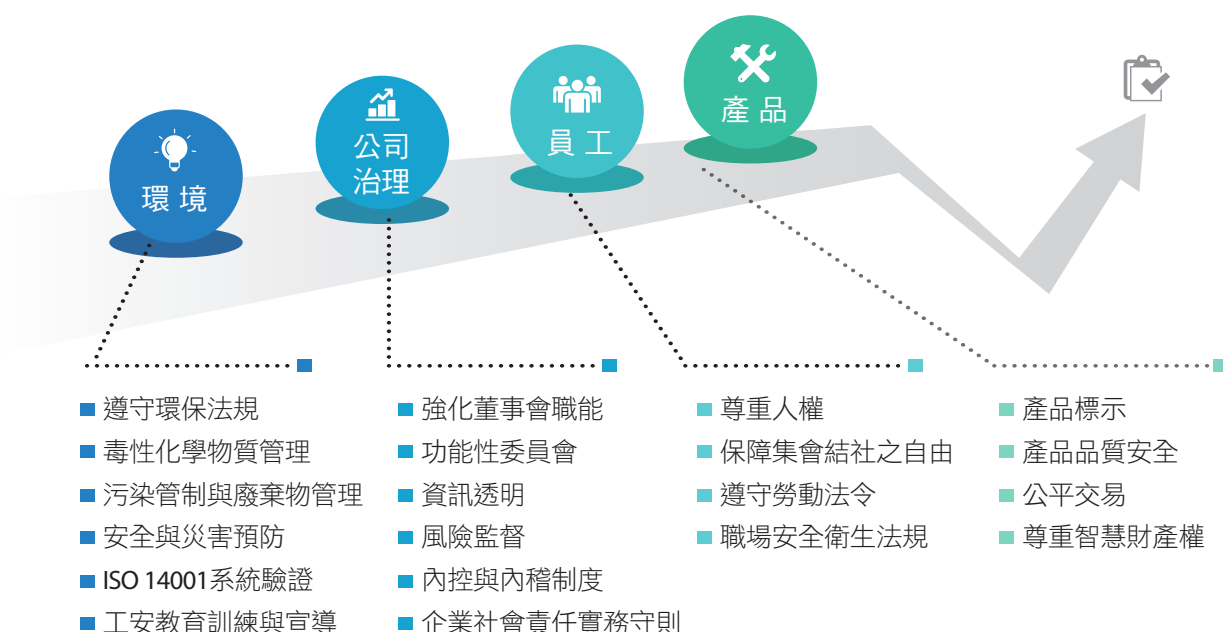 環境
公司
治理
員工
產品
遵守環保法規
毒性化學物質管理
污染管制與廢棄物管理
安全與災害預防
ISO 14001系統驗證
工安教育訓練與宣導
強化董事會職能
功能性委員會
資訊透明
風險監督
內控與內稽制度
企業社會責任實務守則
尊重人權
保障集會結社之自由
遵守勞動法令
職場安全衛生法規
產品標示
產品品質安全
公平交易
尊重智慧財產權